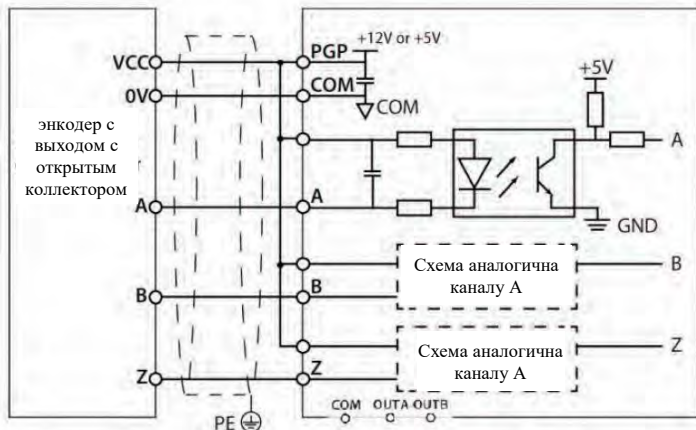 +12V or +5V
VCC
PGP
0V
COM
COM
+5V
энкодер с
выходом с
открытым
коллектором
A
A
A
GND
B
B
B
Схема аналогична
каналу А
Z
Z
Z
Схема аналогична
каналу А
PE
COM OUTA OUTB